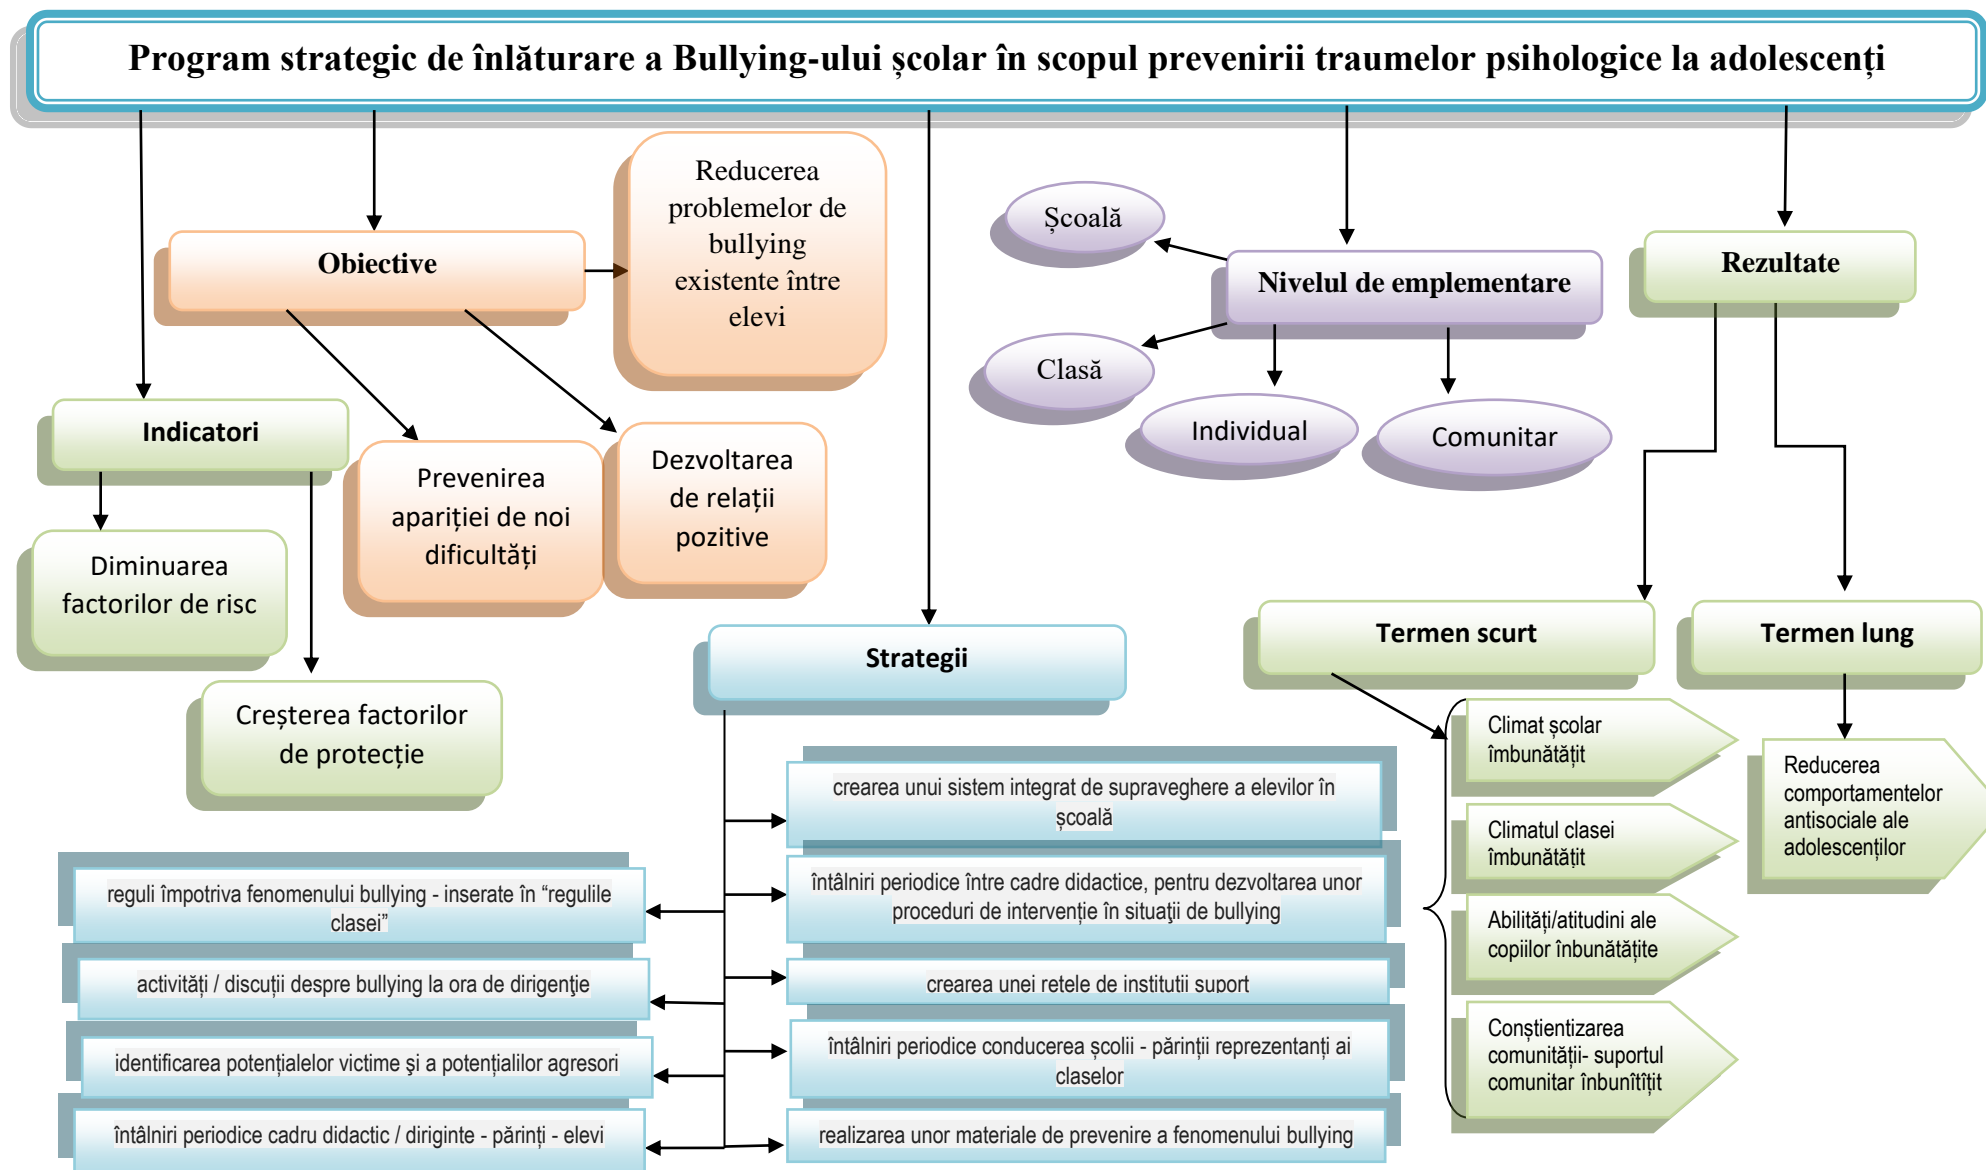 Program strategic de înlăturare a Bullying-ului școlar în scopul prevenirii traumelor psihologice la adolescenți
Obiective
Reducerea
problemelor de
bullying
existente între
elevi
Prevenirea
apariției de noi
dificultăți
Dezvoltarea
de relații
pozitive
Indicatori
Diminuarea
factorilor de risc
Creșterea factorilor
de protecție
Nivelul de emplementare
Școală
Clasă
Individual
Comunitar
Rezultate
Termen scurt
Climat școlar
îmbunătățit
Climatul clasei
îmbunătățit
Abilități/atitudini ale
copiilor înbunătățite
Conștientizarea
comunității- suportul
comunitar înbunîtîțit
Termen lung
Reducerea
comportamentelor
antisociale ale
adolescenților
Strategii
crearea unui sistem integrat de supraveghere a elevilor în
școală
întâlniri periodice între cadre didactice, pentru dezvoltarea unor
proceduri de intervenție în situaţii de bullying
crearea unei retele de institutii suport
întâlniri periodice conducerea școlii - părinții reprezentanți ai
claselor
realizarea unor materiale de prevenire a fenomenului bullying
reguli împotriva fenomenului bullying - inserate în “regulile
clasei”
activități / discuții despre bullying la ora de dirigenţie
identificarea potențialelor victime şi a potențialilor agresori
întâlniri periodice cadru didactic / diriginte - părinți - elevi